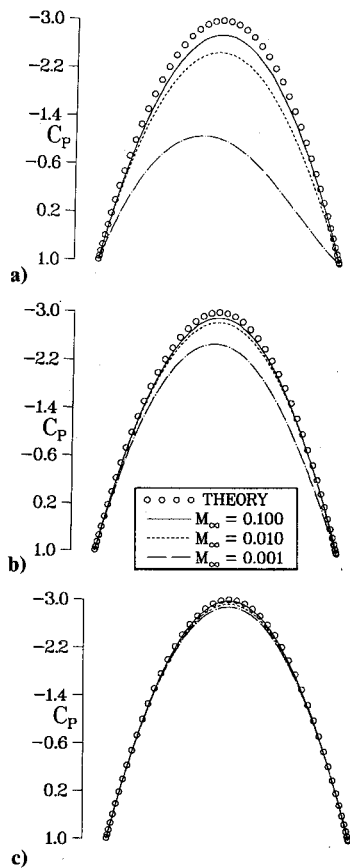 -3.0
-2.2
-1.4
C_P
-0.6
0.2
1.0
a)
-3.0
-2.2
-1.4
C_P
-0.6
0.2
1.0
b)
THEORY
M_∞ = 0.100
M_∞ = 0.010
M_∞ = 0.001
-3.0
-2.2
-1.4
C_P
-0.6
0.2
1.0
c)